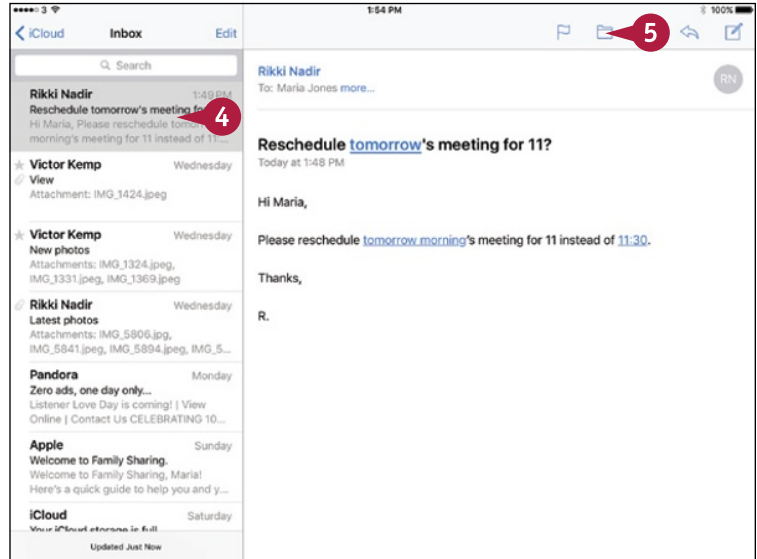 3
1:54 PM
100%
iCloud
Inbox
Edit
5
Search
Rikki Nadir
1:49 PM
Reschedule tomorrow's meeting for
4
Hi Maria, Please reschedule
morning's meeting for 11 instead of 11:...
Victor Kemp
Wednesday
View
Attachment: IMG_1424.jpeg
Victor Kemp
Wednesday
New photos
Attachments: IMG_1324.jpeg,
IMG_1331.jpeg, IMG_1369.jpeg
Rikki Nadir
Wednesday
Latest photos
Attachments: IMG_5806.jpg,
IMG_5841.jpeg, IMG_5894.jpeg, IMG_5...
Pandora
Monday
Zero ads, one day only...
Listener Love Day is coming! | View
Online | Contact Us CELEBRATING 10...
Apple
Sunday
Welcome to Family Sharing.
Welcome to Family Sharing, Maria!
Here's a quick guide to help you and y...
iCloud
Saturday
Your iCloud storage is full
Updated Just Now
Rikki Nadir
RN
To: Maria Jones more...
Reschedule tomorrow's meeting for 11?
Today at 1:48 PM
Hi Maria,
Please reschedule tomorrow morning's meeting for 11 instead of 11:30.
Thanks,
R.